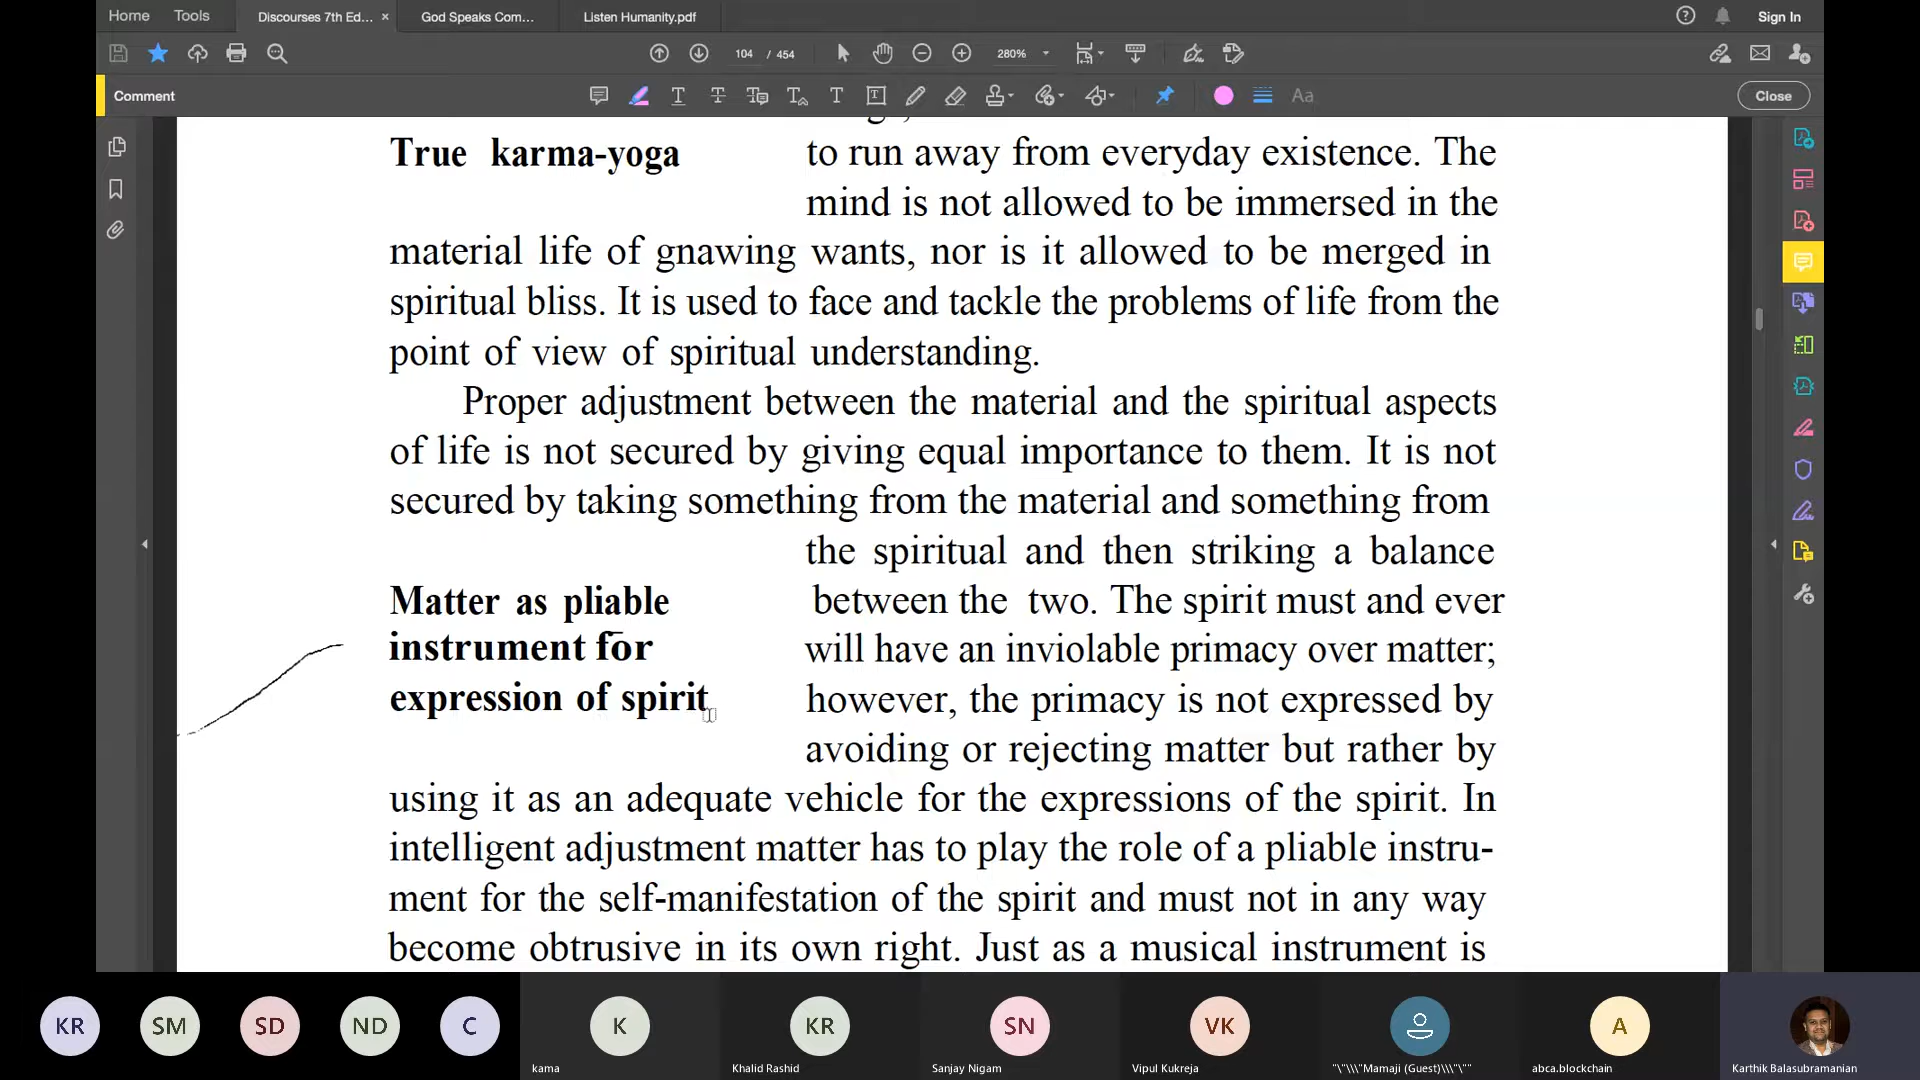 Home Tools Discourses 7th Ed... × God Speaks Com... Listen Humanity.pdf Sign In
104 / 454 280%
Comment Close
True karma-yoga to run away from everyday existence. The
mind is not allowed to be immersed in the
material life of gnawing wants, nor is it allowed to be merged in
spiritual bliss. It is used to face and tackle the problems of life from the
point of view of spiritual understanding.
Proper adjustment between the material and the spiritual aspects
of life is not secured by giving equal importance to them. It is not
secured by taking something from the material and something from
the spiritual and then striking a balance
Matter as pliable between the two. The spirit must and ever
instrument for will have an inviolable primacy over matter;
expression of spirit however, the primacy is not expressed by
avoiding or rejecting matter but rather by
using it as an adequate vehicle for the expressions of the spirit. In
intelligent adjustment matter has to play the role of a pliable instru-
ment for the self-manifestation of the spirit and must not in any way
become obtrusive in its own right. Just as a musical instrument is
KR SM SD ND C K KR SN VK A
kama Khalid Rashid Sanjay Nigam Vipul Kukreja "\"\\\"Mamaji (Guest)\\\"\"" abca.blockchain Karthik Balasubramanian